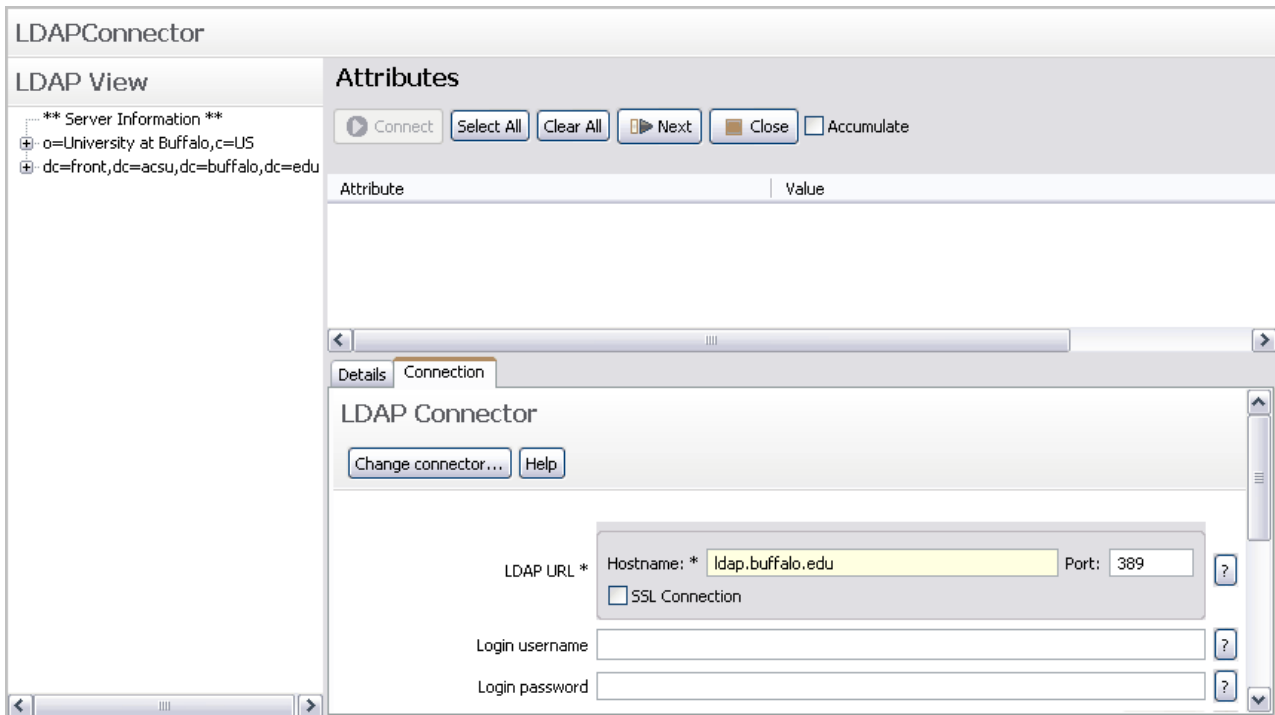 LDAPConnector
LDAP View
** Server Information **
o=University at Buffalo,c=US
dc=front,dc=acsu,dc=buffalo,dc=edu
Attributes
Connect Select All Clear All Next Close Accumulate
Attribute Value
Details Connection
LDAP Connector
Change connector... Help
LDAP URL * Hostname: * ldap.buffalo.edu Port: 389 ?
SSL Connection
Login username ?
Login password ?